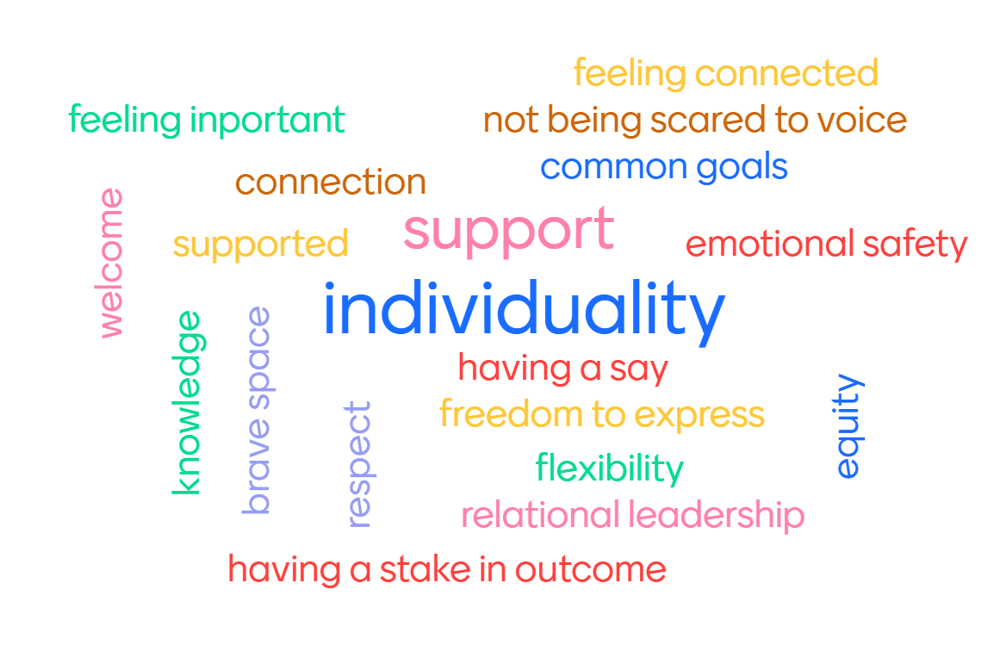 feeling connected
feeling inportant
not being scared to voice
common goals
connection
welcome
support
supported
emotional safety
individuality
knowledge
brave space
having a say
equity
freedom to express
respect
flexibility
relational leadership
having a stake in outcome